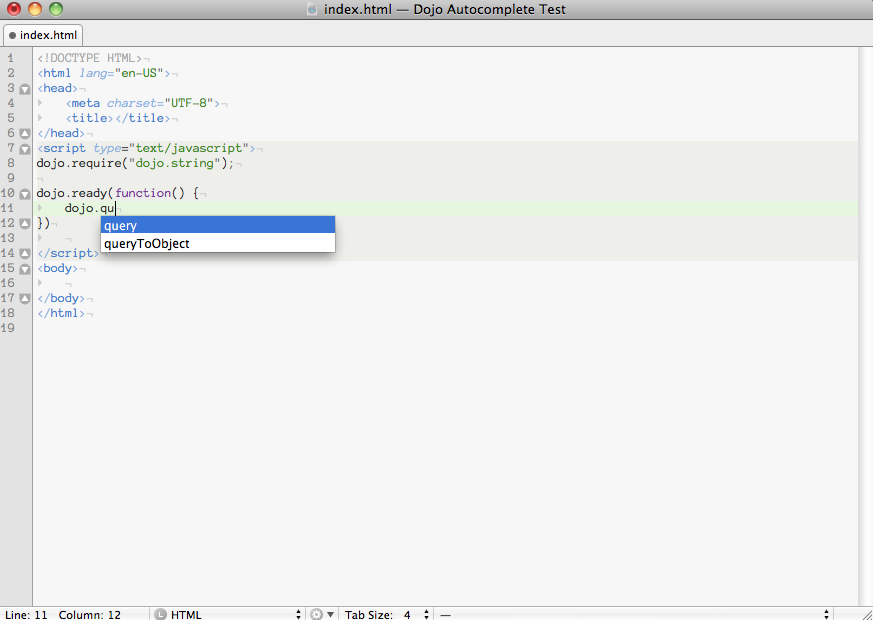 index.html — Dojo Autocomplete Test
index.html
1 <!DOCTYPE HTML>¬
2 <html lang="en-US">¬
3 <head>¬
4 <meta charset="UTF-8">¬
5 <title></title>¬
6 </head>¬
7 <script type="text/javascript">¬
8 dojo.require("dojo.string");¬
9 ¬
10 dojo.ready(function() {¬
11 dojo.qu¬
query
queryToObject
12 })¬
13 ¬
14 </script>
15 <body>¬
16 ¬
17 </body>¬
18 </html>¬
19
Line: 11 Column: 12 L HTML Tab Size: 4 —